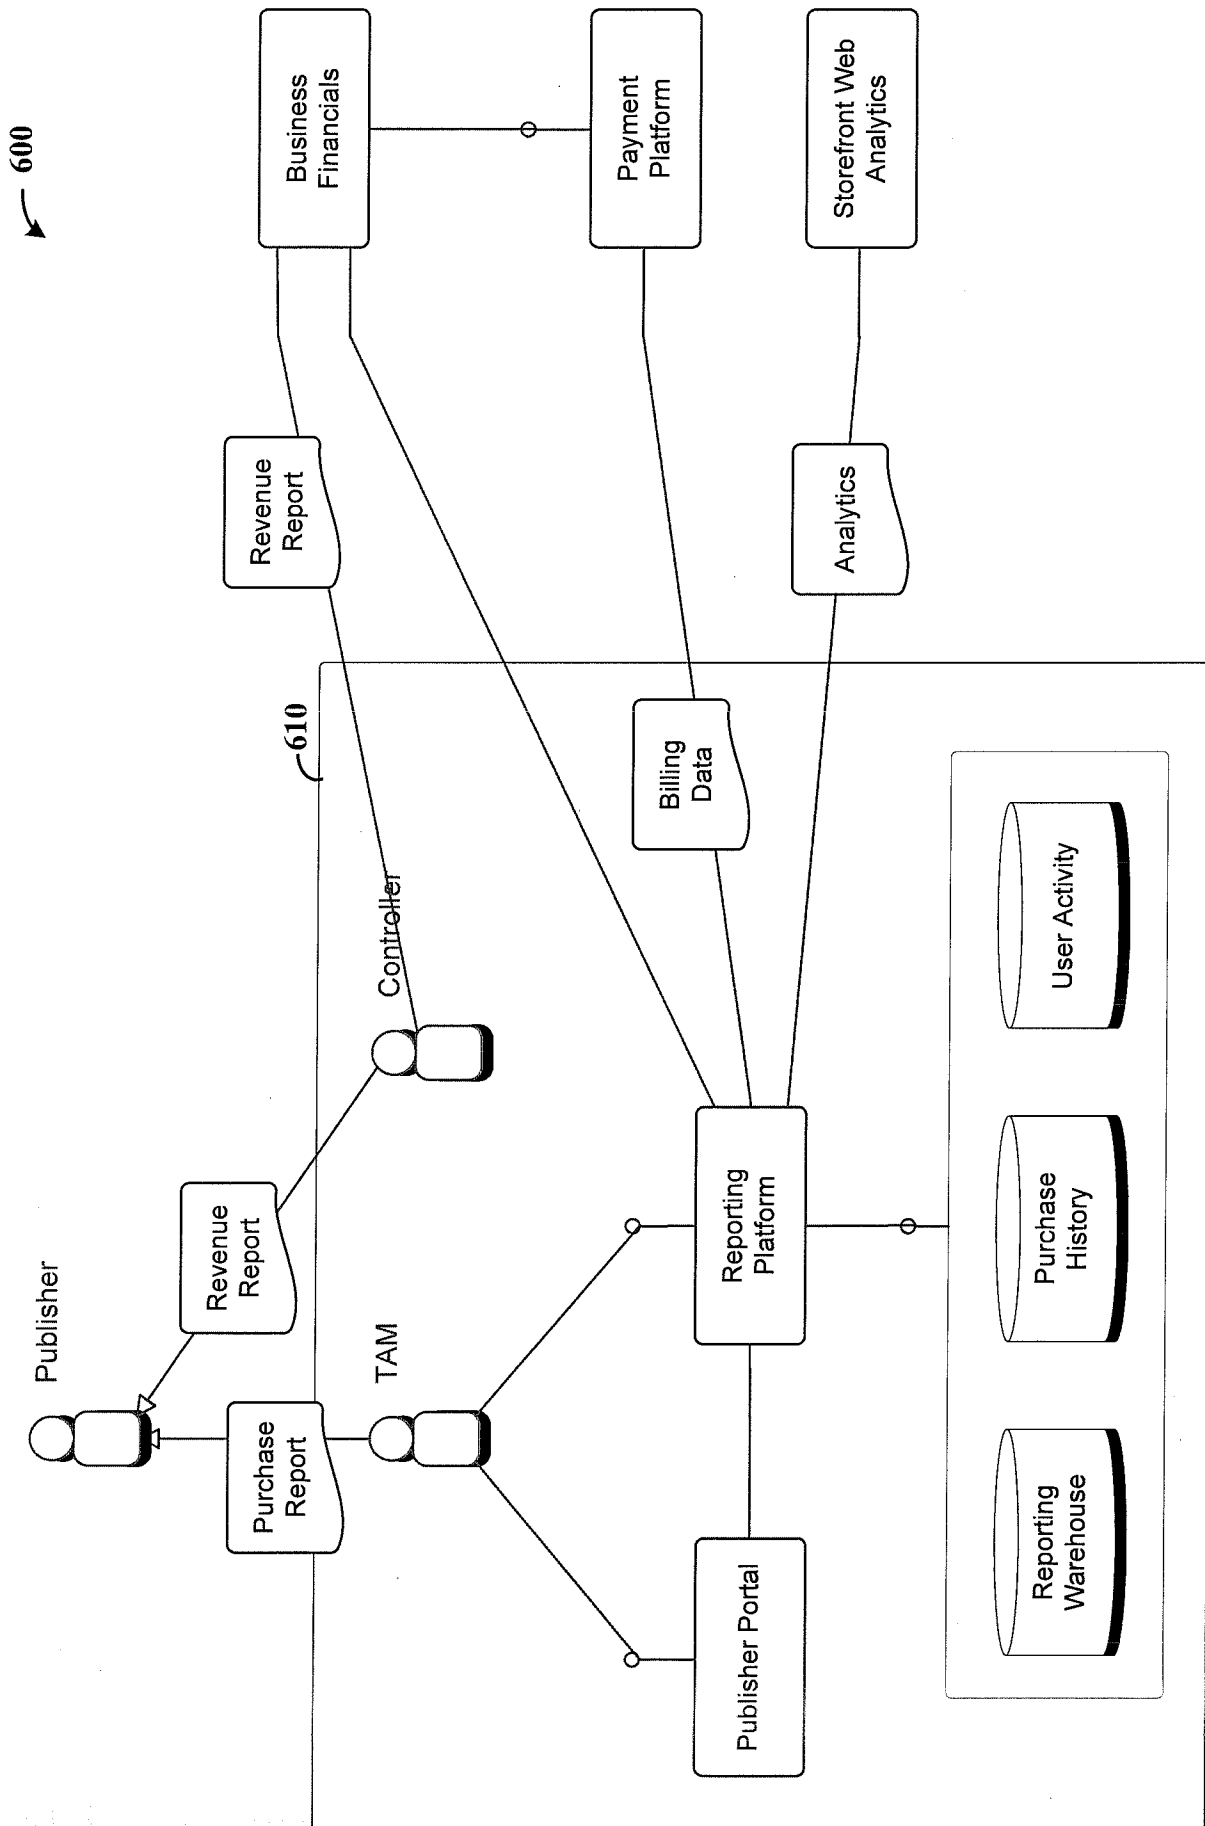 600
Publisher
Purchase
Report
Revenue
Report
Revenue
Report
Business
Financials
610
TAM
Controller
Publisher Portal
Reporting
Platform
Billing
Data
Payment
Platform
Analytics
Storefront Web
Analytics
Reporting
Warehouse
Purchase
History
User Activity